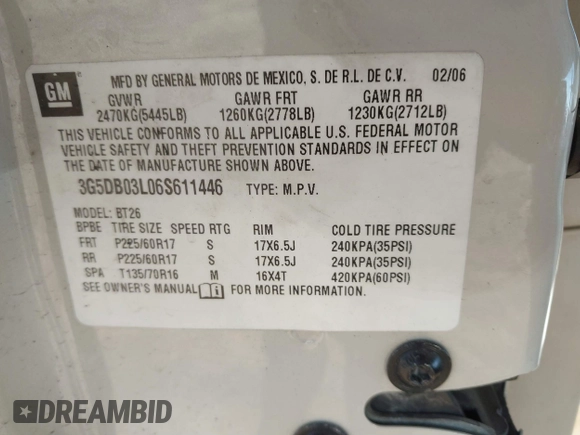 GM
MFD BY GENERAL MOTORS DE MEXICO, S. DE R.L. DE C.V. 02/06
GVWR GAWR FRT GAWR RR
2470KG(5445LB) 1260KG(2778LB) 1230KG(2712LB)
THIS VEHICLE CONFORMS TO ALL APPLICABLE U.S. FEDERAL MOTOR
VEHICLE SAFETY AND THEFT PREVENTION STANDARDS IN EFFECT ON
THE DATE OF MANUFACTURE SHOWN ABOVE.
3G5DB03L06S611446 TYPE: M.P.V.
MODEL: BT26
BPBE TIRE SIZE SPEED RTG RIM COLD TIRE PRESSURE
FRT P225/60R17 S 17X6.5J 240KPA(35PSI)
RR P225/60R17 S 17X6.5J 240KPA(35PSI)
SPA T135/70R16 M 16X4T 420KPA(60PSI)
SEE OWNER'S MANUAL FOR MORE INFORMATION.
DREAMBID